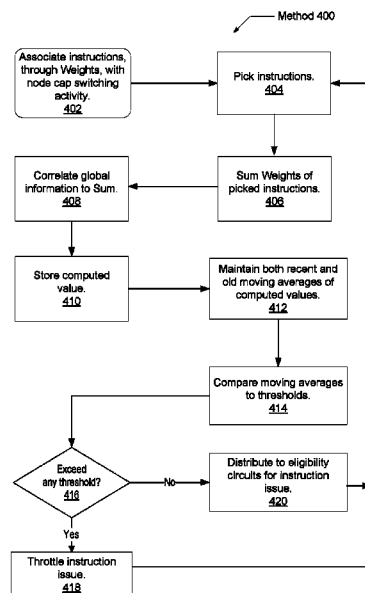 Method 400
Associate instructions,
through Weights, with
node cap switching
activity.
402
Pick instructions.
404
Sum Weights of
picked instructions.
406
Correlate global
information to Sum.
408
Store computed
value.
410
Maintain both recent and
old moving averages of
computed values.
412
Compare moving averages
to thresholds.
414
Exceed
any threshold?
416
No
Distribute to eligibility
circuits for instruction
issue.
420
Yes
Throttle instruction
issue.
418